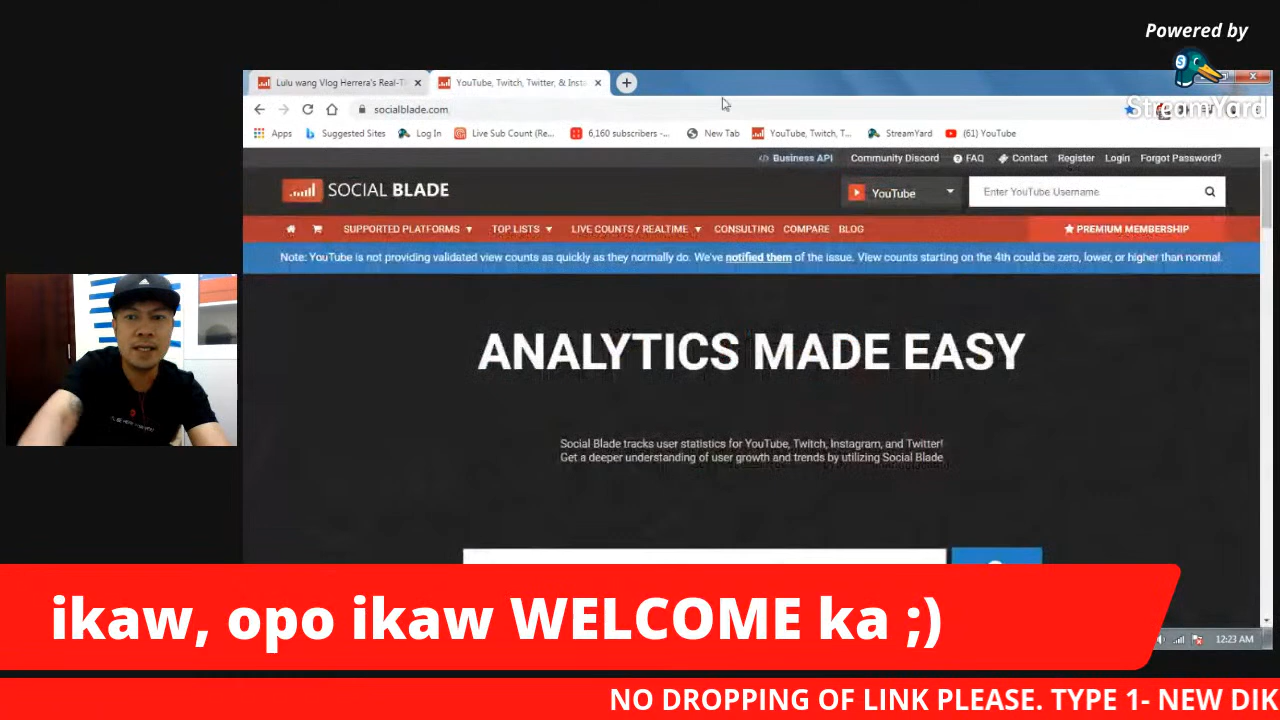 Powered by
StreamYard
Lulu wang Vlog Herrera's Real-T
YouTube, Twitch, Twitter, & Inst
socialblade.com
Apps
Suggested Sites
Log In
Live Sub Count (Re...
6,160 subscribers -...
New Tab
YouTube, Twitch, T...
StreamYard
(61) YouTube
Business API
Community Discord
FAQ
Contact
Register
Login
Forgot Password?
SOCIAL BLADE
YouTube
Enter YouTube Username
SUPPORTED PLATFORMS
TOP LISTS
LIVE COUNTS / REALTIME
CONSULTING
COMPARE
BLOG
PREMIUM MEMBERSHIP
Note: YouTube is not providing validated view counts as quickly as they normally do. We've notified them of the issue. View counts starting on the 4th could be zero, lower, or higher than normal.
ANALYTICS MADE EASY
Social Blade tracks user statistics for YouTube, Twitch, Instagram, and Twitter!
Get a deeper understanding of user growth and trends by utilizing Social Blade
ikaw, opo ikaw WELCOME ka ;)
12:23 AM
NO DROPPING OF LINK PLEASE. TYPE 1- NEW DIK